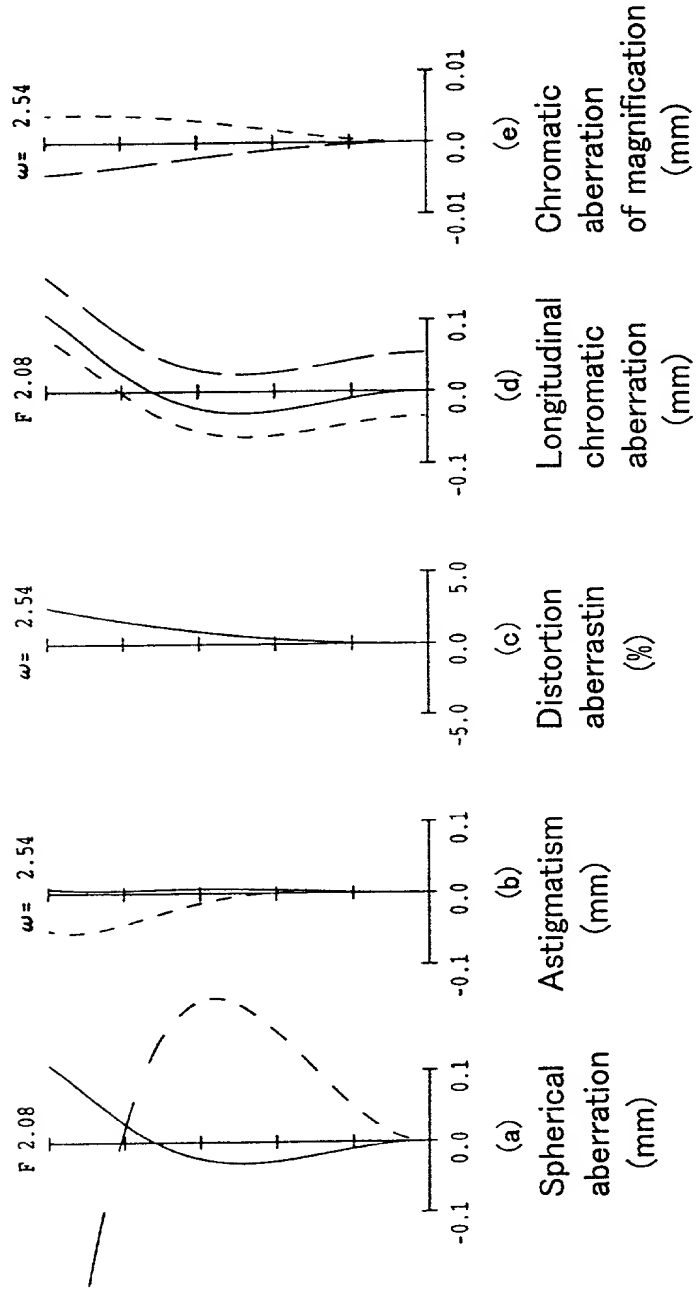 F 2.08
-0.1 0.0 0.1
(a)
Spherical
aberration
(mm)
ω= 2.54
-0.1 0.0 0.1
(b)
Astigmatism
(mm)
ω= 2.54
-5.0 0.0 5.0
(c)
Distortion
aberrastin
(%)
F 2.08
-0.1 0.0 0.1
(d)
Longitudinal
chromatic
aberration
(mm)
ω= 2.54
-0.01 0.0 0.01
(e)
Chromatic
aberration
of magnification
(mm)